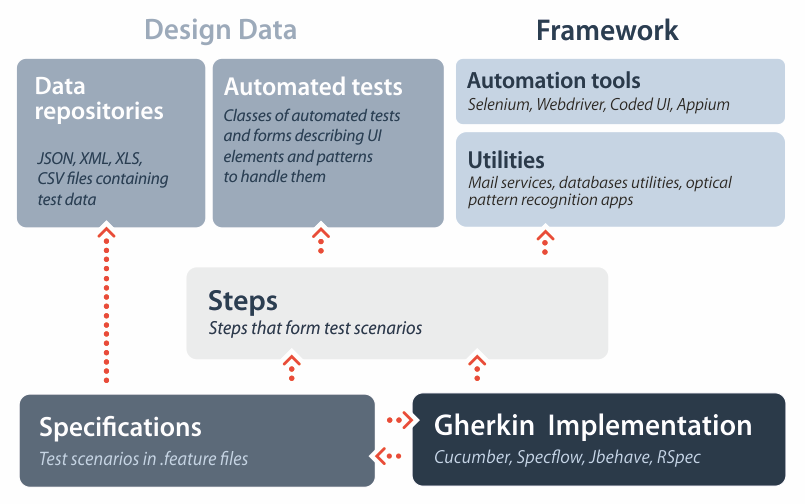 Design Data
Framework
Data
repositories
JSON, XML, XLS,
CSV files containing
test data
Automated tests
Classes of automated tests
and forms describing UI
elements and patterns
to handle them
Automation tools
Selenium, Webdriver, Coded UI, Appium
Utilities
Mail services, databases utilities, optical
pattern recognition apps
Steps
Steps that form test scenarios
Specifications
Test scenarios in .feature files
Gherkin Implementation
Cucumber, Specflow, Jbehave, RSpec